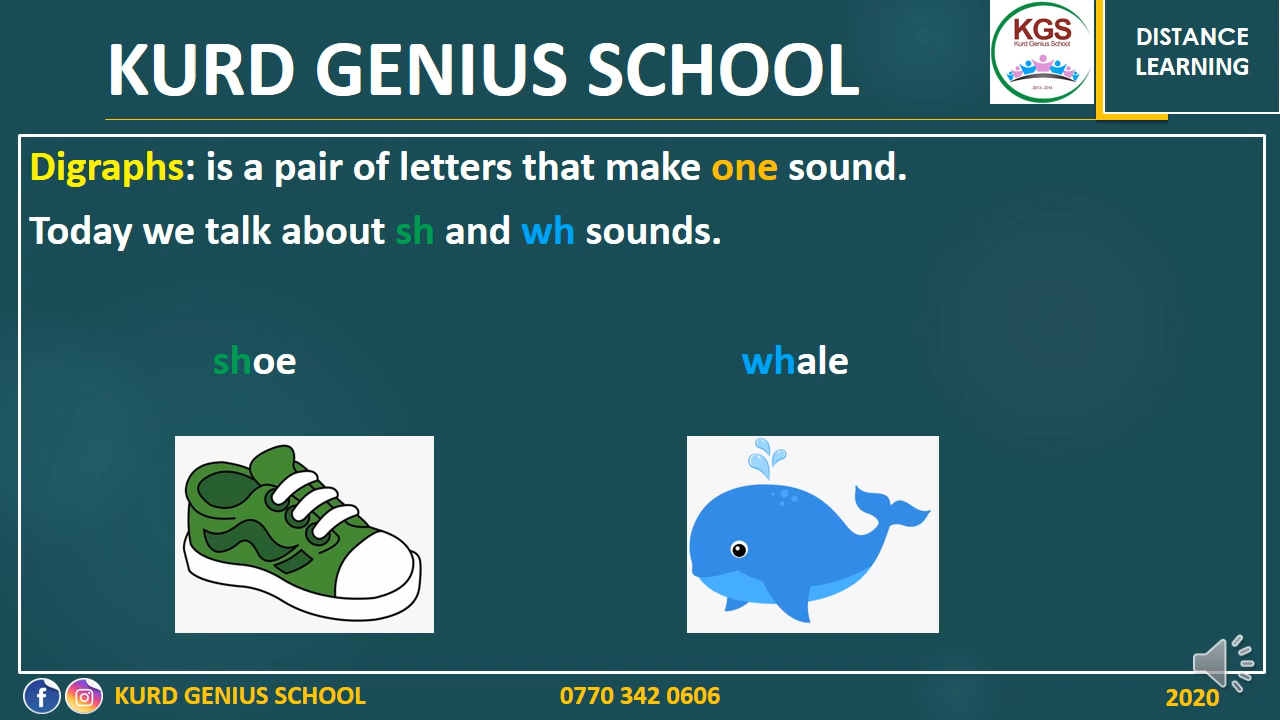 KURD GENIUS SCHOOL
KGS
Kurd Genius School
DISTANCE
LEARNING
Digraphs: is a pair of letters that make one sound.
Today we talk about sh and wh sounds.
shoe
whale
KURD GENIUS SCHOOL
0770 342 0606
2020